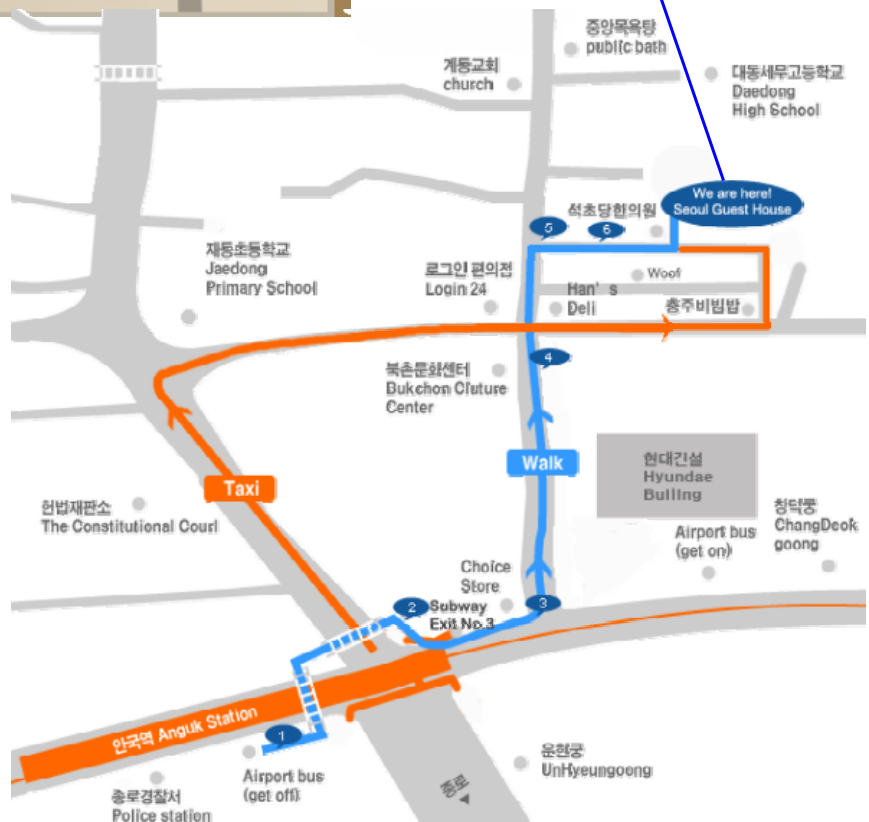 중앙목욕탕
public bath
계동교회
church
대동세무고등학교
Daedong
High School
We are here!
Seoul Guest House
석초당한의원
5
6
재동초등학교
Jaedong
Primary School
로그인 편의점
Login 24
Woof
Han's
Deli
충주비빔밥
4
북촌문화센터
Bukchon Cluture
Center
Walk
현대건설
Hyundae
Builing
Taxi
헌법재판소
The Constitutional Court
창덕궁
ChangDeok
goong
Airport bus
(get on)
Choice
Store
2
Subway
Exit No.3
3
안국역 Anguk Station
1
Airport bus
(get off)
운현궁
UnHyeungoong
종로
종로경찰서
Police station